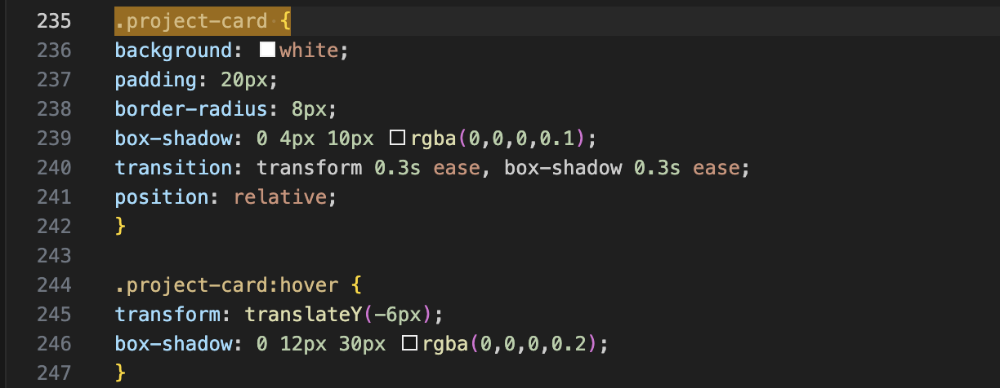 235 .project-card {
236 background: white;
237 padding: 20px;
238 border-radius: 8px;
239 box-shadow: 0 4px 10px rgba(0,0,0,0.1);
240 transition: transform 0.3s ease, box-shadow 0.3s ease;
241 position: relative;
242 }
243
244 .project-card:hover {
245 transform: translateY(-6px);
246 box-shadow: 0 12px 30px rgba(0,0,0,0.2);
247 }